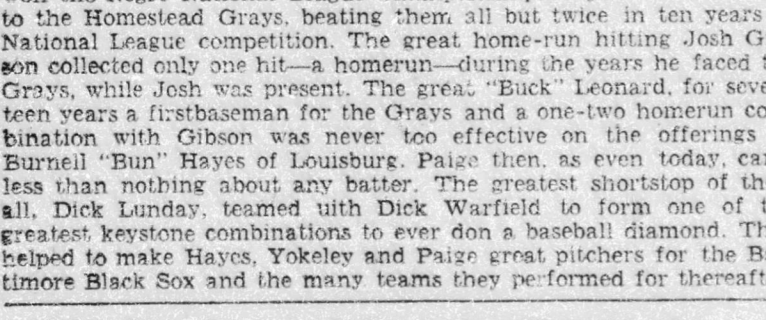 to the Homestead Grays, beating them all but twice in ten years
National League competition. The great home-run hitting Josh G
son collected only one hit—a homerun—during the years he faced t
Grays, while Josh was present. The great "Buck" Leonard, for seve
teen years a firstbaseman for the Grays and a one-two homerun co
bination with Gibson was never too effective on the offerings
Burnell "Bun" Hayes of Louisburg. Paige then, as even today, car
less than nothing about any batter. The greatest shortstop of th
all, Dick Lunday, teamed uith Dick Warfield to form one of t
greatest keystone combinations to ever don a baseball diamond. Th
helped to make Hayes, Yokeley and Paige great pitchers for the B
timore Black Sox and the many teams they performed for thereaft